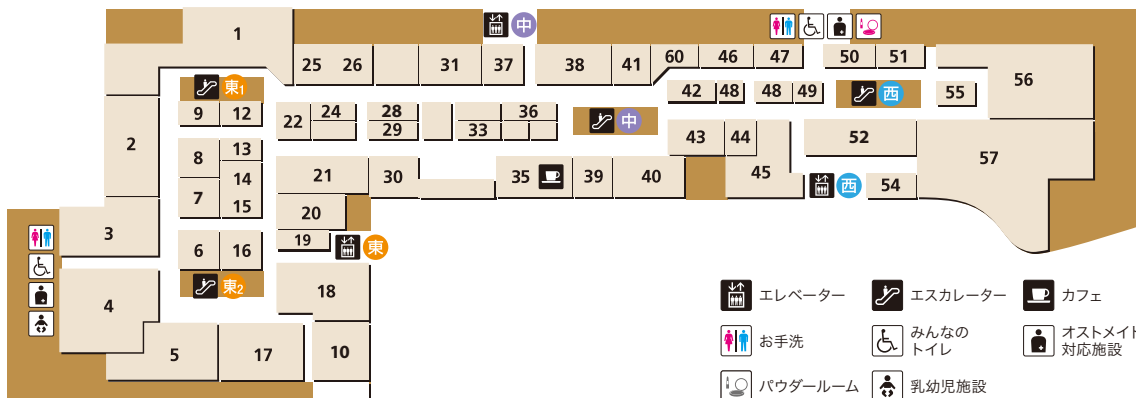 1
中
25 26 31 37 38 41 60 46 47 50 51
56
東1
9 12
2
22 24 28 29 33 36
中
42 48 48 49
西
55
8 13
7 14
15
21 30 35 39 40
43 44 45
52
57
西
54
20
19
東
3
6 16
東2
4
18
5 17 10
エレベーター
エスカレーター
カフェ
お手洗
みんなの
トイレ
オストメイト
対応施設
パウダールーム
乳幼児施設